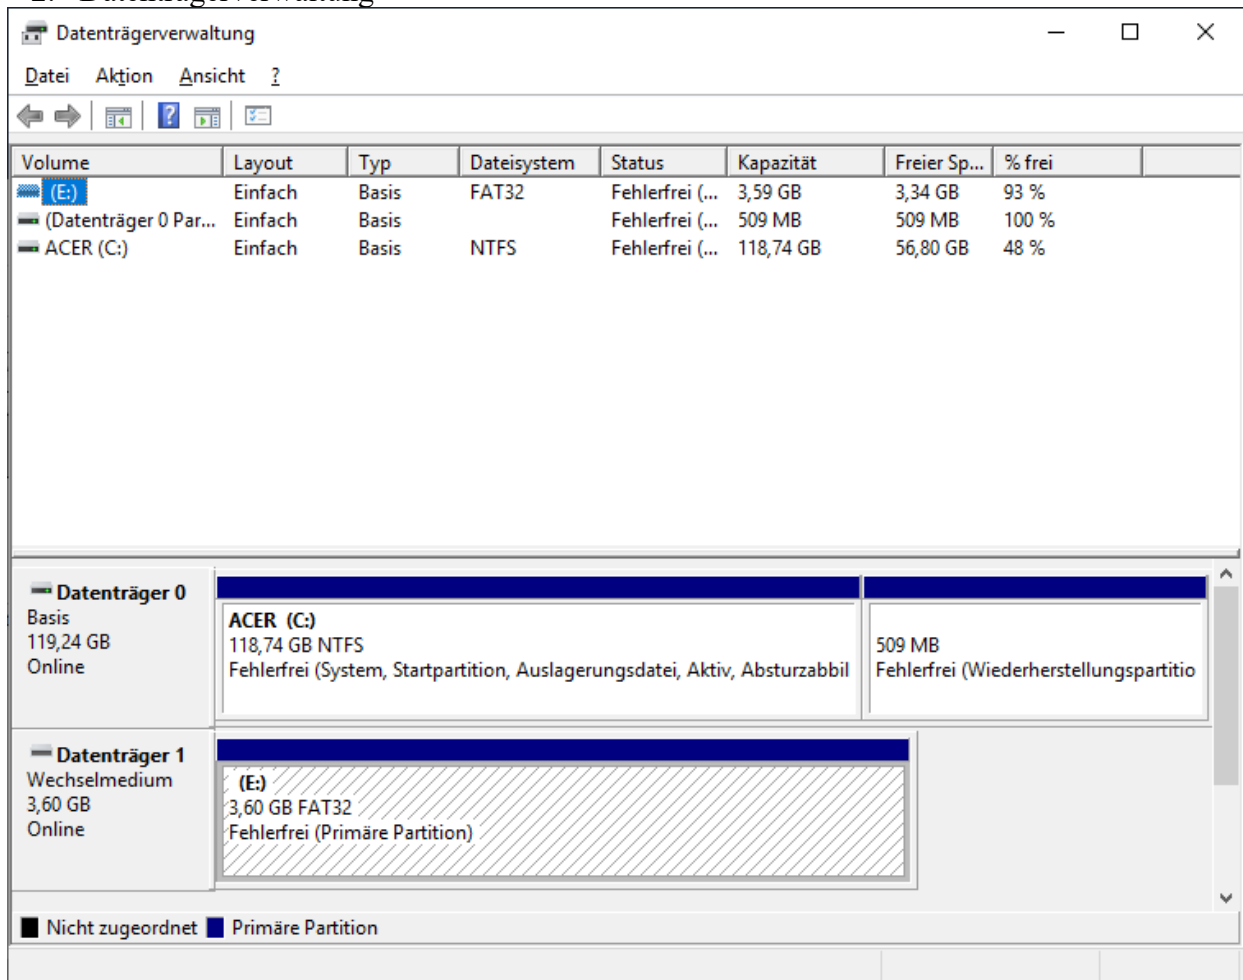 2. Datenträgerverwaltung
Datenträgerverwaltung
Datei Aktion Ansicht ?
Volume Layout Typ Dateisystem Status Kapazität Freier Sp... % frei
(E:) Einfach Basis FAT32 Fehlerfrei (... 3,59 GB 3,34 GB 93 %
(Datenträger 0 Par... Einfach Basis Fehlerfrei (... 509 MB 509 MB 100 %
ACER (C:) Einfach Basis NTFS Fehlerfrei (... 118,74 GB 56,80 GB 48 %
Datenträger 0
Basis
119,24 GB
Online
ACER (C:)
118,74 GB NTFS
Fehlerfrei (System, Startpartition, Auslagerungsdatei, Aktiv, Absturzabbil
509 MB
Fehlerfrei (Wiederherstellungspartitio
Datenträger 1
Wechselmedium
3,60 GB
Online
(E:)
3,60 GB FAT32
Fehlerfrei (Primäre Partition)
Nicht zugeordnet Primäre Partition